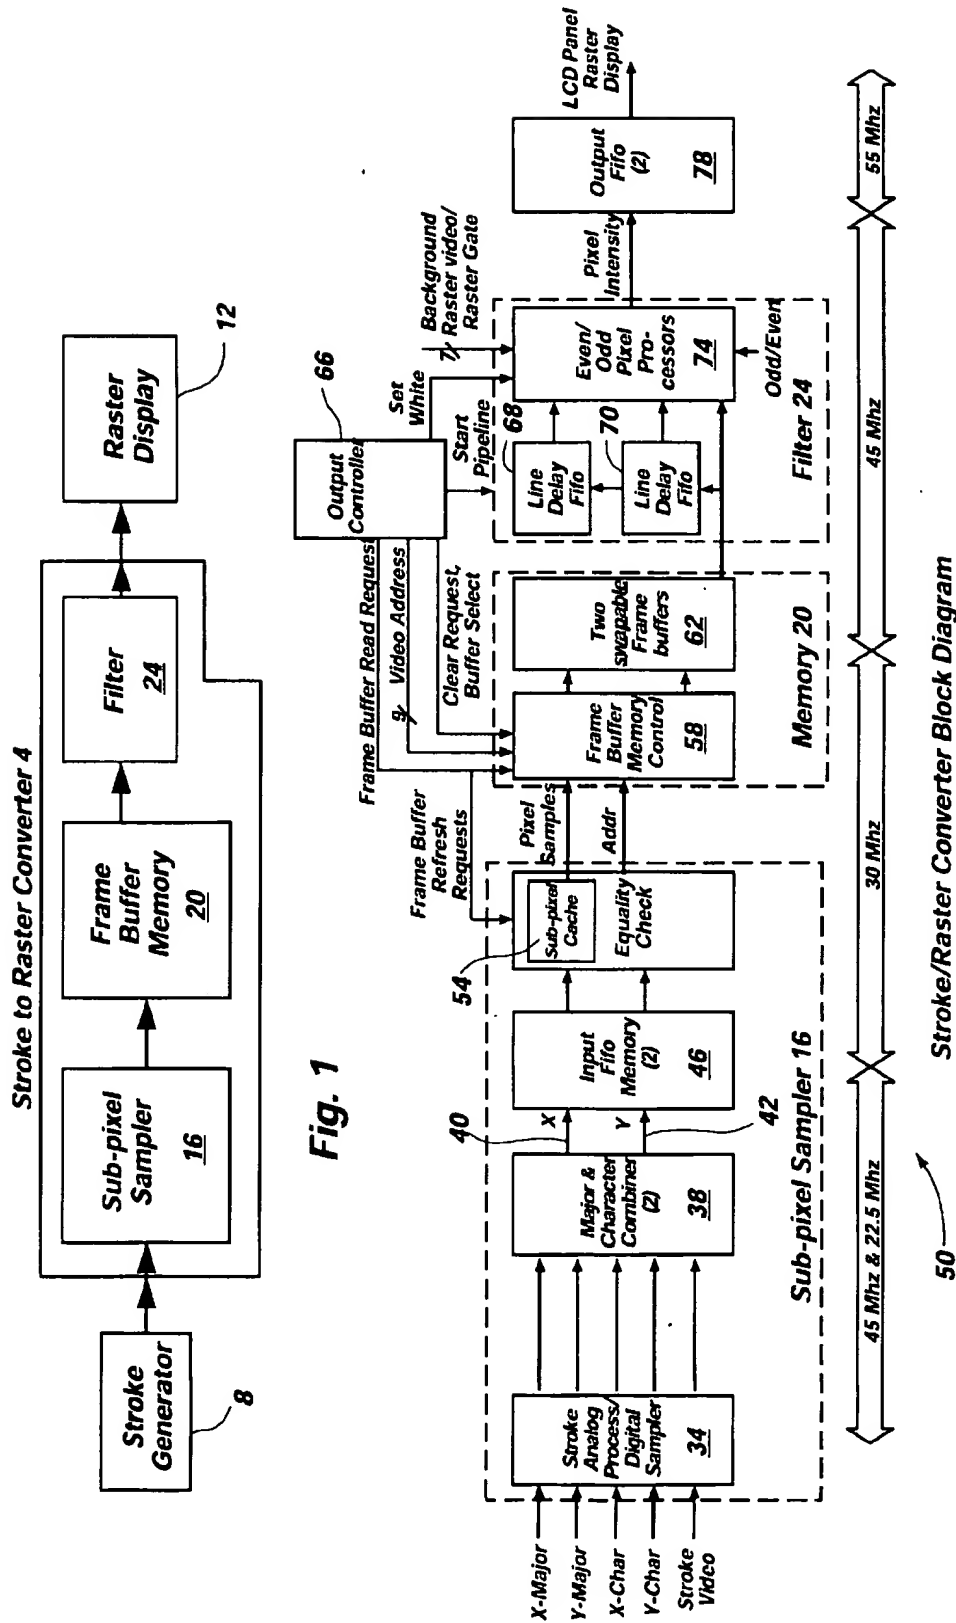 Stroke to Raster Converter 4
Stroke
Generator
8
Sub-pixel
Sampler
16
Frame
Buffer
Memory
20
Filter
24
Raster
Display
12
Fig. 1
Output
Controller
66
Frame Buffer Read Request
9
Video Address
Clear Request,
Buffer Select
Start
Pipeline
Set
White
Background
Raster video/
Raster Gate
7
Frame Buffer
Refresh
Requests
X-Major
Y-Major
X-Char
Y-Char
Stroke
Video
Stroke
Analog
Process/
Digital
Sampler
34
Major &
Character
Combiner
(2)
38
40
X
Y
42
Input
Fifo
Memory
(2)
46
54
Sub-pixel
Cache
Equality
Check
Pixel
Samples
Addr
Frame
Buffer
Memory
Control
58
Two
swapable
Frame
buffers
62
Line
Delay
Fifo
68
Line
Delay
Fifo
70
Even/
Odd
Pixel
Pro-
cessors
74
Odd/Even
Pixel
Intensity
Output
Fifo
(2)
78
LCD Panel
Raster
Display
Sub-pixel Sampler 16
Memory 20
Filter 24
45 Mhz & 22.5 Mhz
30 Mhz
45 Mhz
55 Mhz
50
Stroke/Raster Converter Block Diagram